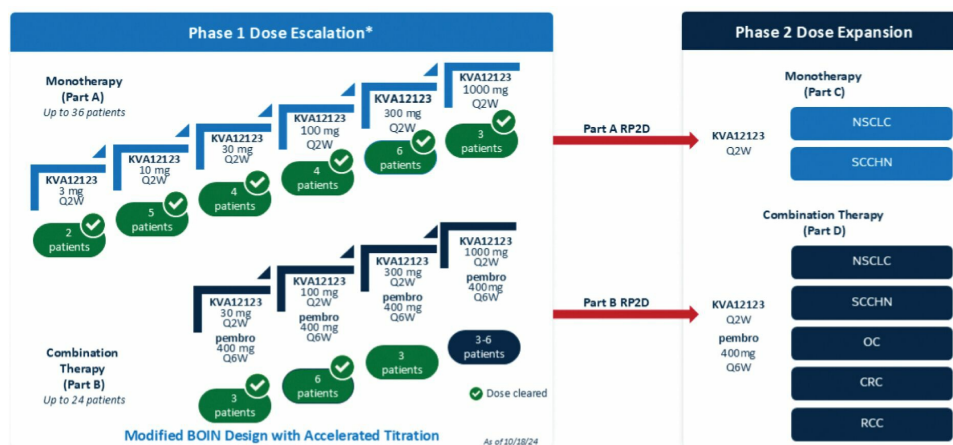 Phase 1 Dose Escalation*
Monotherapy
(Part A)
Up to 36 patients
KVA12123
3 mg
Q2W
2
patients
KVA12123
10 mg
Q2W
5
patients
KVA12123
30 mg
Q2W
4
patients
KVA12123
100 mg
Q2W
4
patients
KVA12123
300 mg
Q2W
6
patients
KVA12123
1000 mg
Q2W
3
patients
Combination
Therapy
(Part B)
Up to 24 patients
KVA12123
30 mg
Q2W
pembro
400 mg
Q6W
3
patients
KVA12123
100 mg
Q2W
pembro
400 mg
Q6W
6
patients
KVA12123
300 mg
Q2W
pembro
400 mg
Q6W
3
patients
KVA12123
1000 mg
Q2W
pembro
400mg
Q6W
3-6
patients
Dose cleared
Modified BOIN Design with Accelerated Titration
As of 10/18/24
Part A RP2D
Part B RP2D
Phase 2 Dose Expansion
Monotherapy
(Part C)
KVA12123
Q2W
NSCLC
SCCHN
Combination Therapy
(Part D)
KVA12123
Q2W
pembro
400mg
Q6W
NSCLC
SCCHN
OC
CRC
RCC